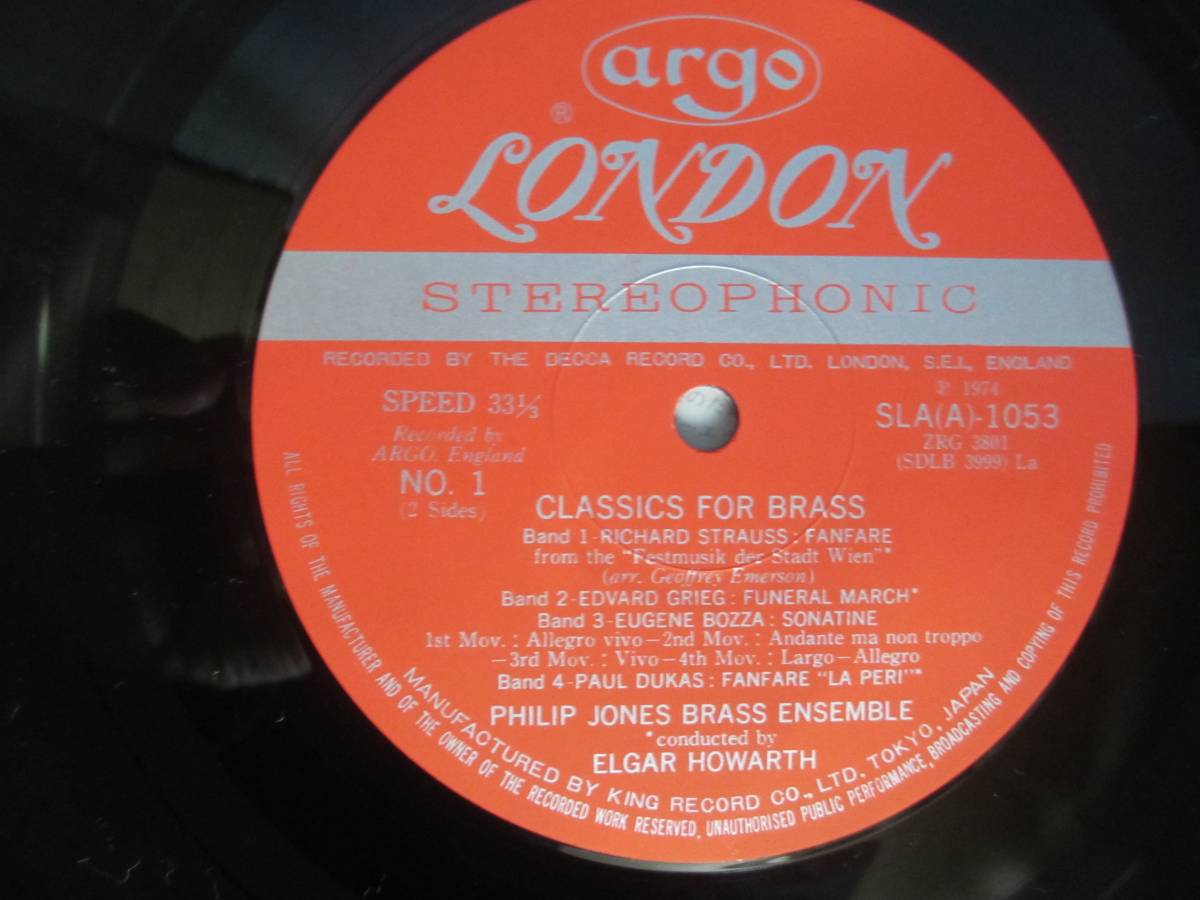 argo
®
LONDON
STEREOPHONIC
RECORDED BY THE DECCA RECORD CO., LTD. LONDON, S.E.I., ENGLAND
SPEED 33⅓
Recorded by
ARGO, England
NO. 1
(2 Sides)
℗ 1974
SLA(A)-1053
ZRG 3801
(SDLB 3999) La
CLASSICS FOR BRASS
Band 1-RICHARD STRAUSS : FANFARE
from the "Festmusik der Stadt Wien"*
(arr. Geoffrey Emerson)
Band 2-EDVARD GRIEG : FUNERAL MARCH*
Band 3-EUGENE BOZZA : SONATINE
1st Mov. : Allegro vivo—2nd Mov. : Andante ma non troppo
—3rd Mov. : Vivo—4th Mov. : Largo—Allegro
Band 4-PAUL DUKAS : FANFARE "LA PERI"*
PHILIP JONES BRASS ENSEMBLE
*conducted by
ELGAR HOWARTH
MANUFACTURED BY KING RECORD CO., LTD. TOKYO, JAPAN
ALL RIGHTS OF THE MANUFACTURER AND OF THE OWNER OF THE RECORDED WORK RESERVED, UNAUTHORISED PUBLIC PERFORMANCE, BROADCASTING AND COPYING OF THIS RECORD PROHIBITED